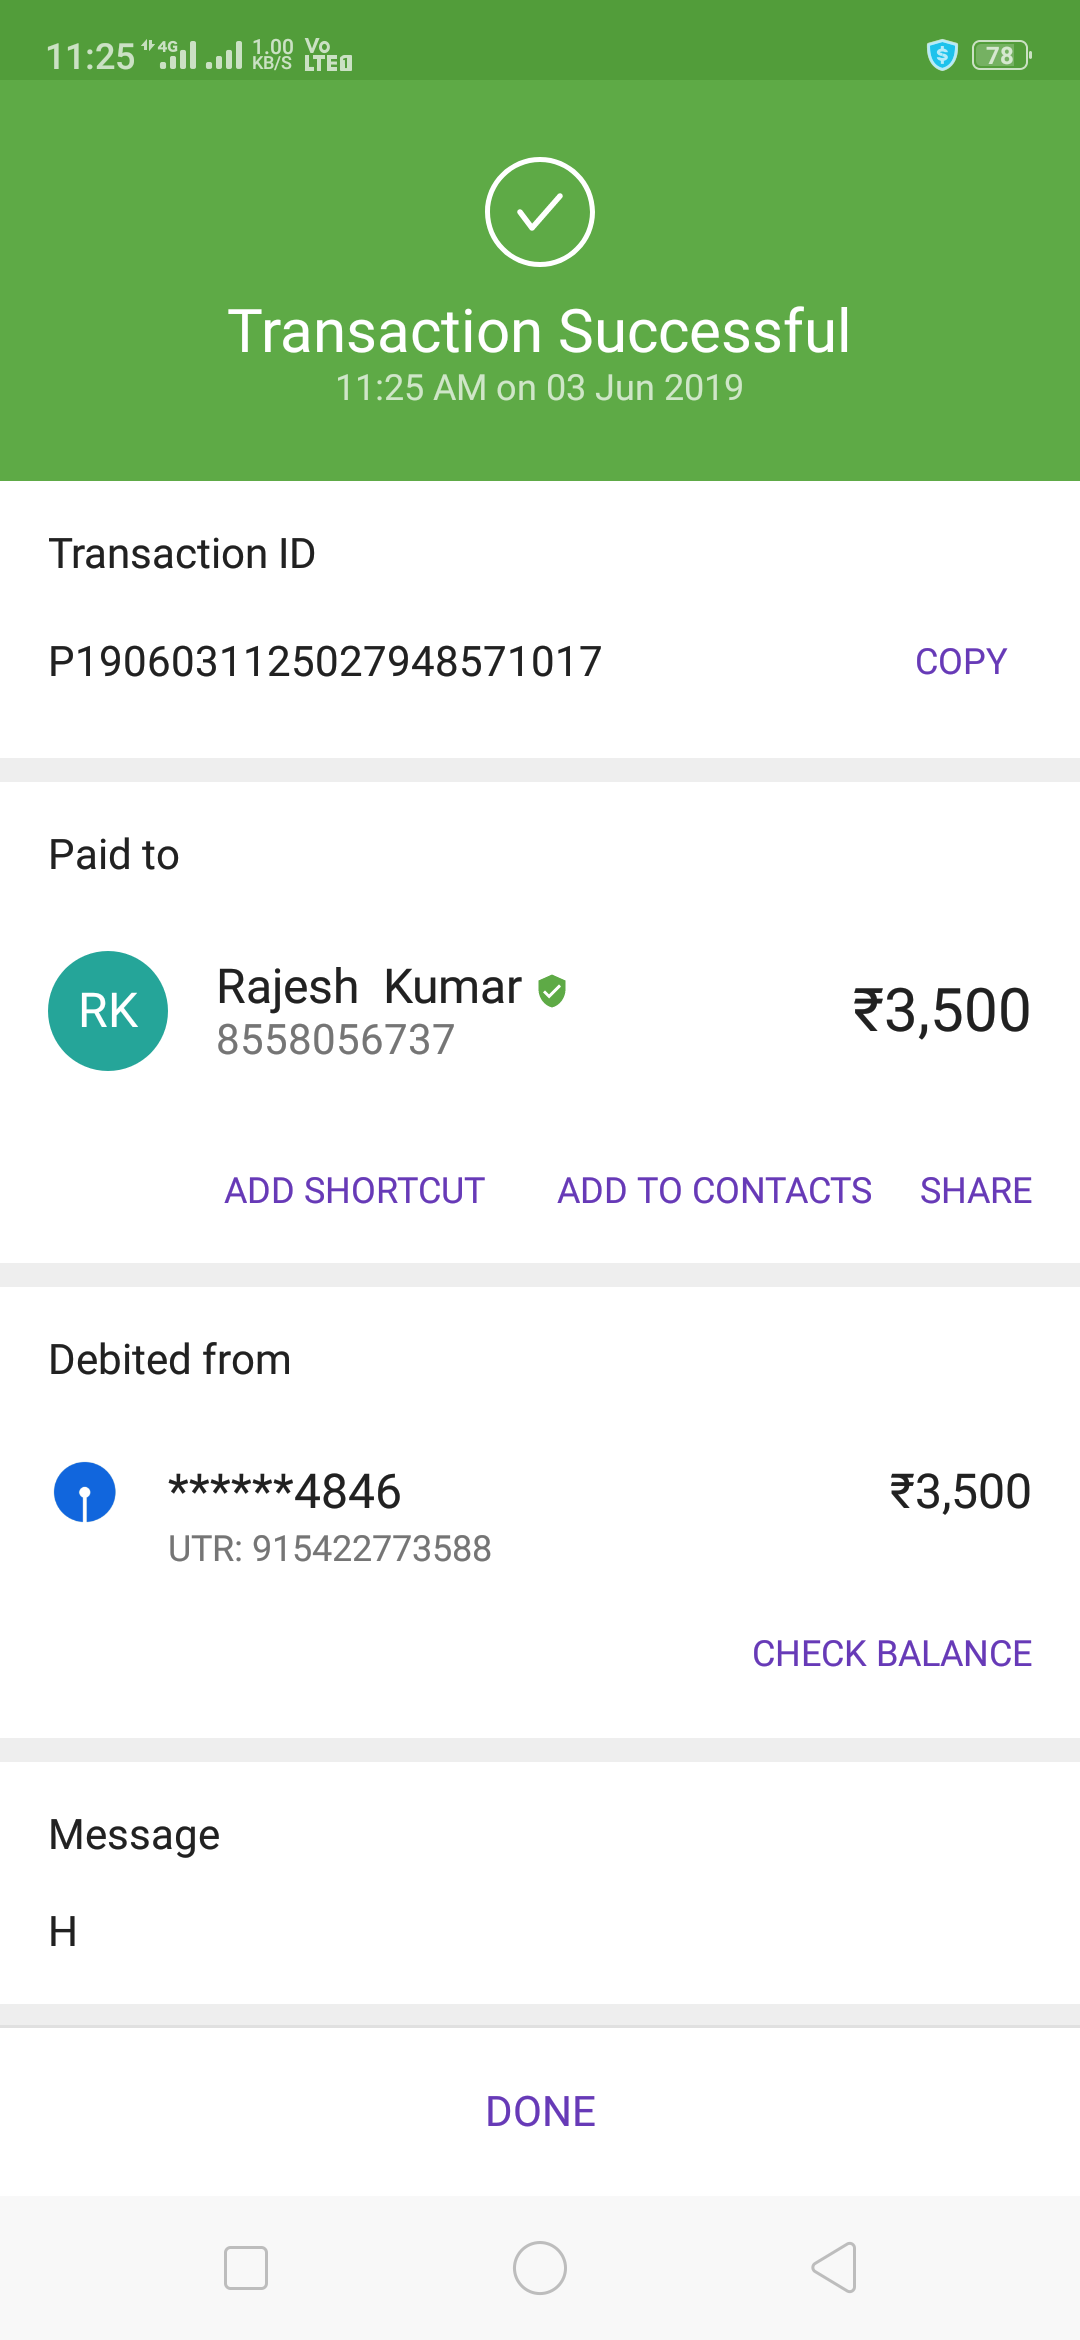 11:25 4G 1.00 KB/S Vo LTE 1 78
Transaction Successful
11:25 AM on 03 Jun 2019
Transaction ID
P1906031125027948571017 COPY
Paid to
RK Rajesh Kumar ₹3,500
8558056737
ADD SHORTCUT ADD TO CONTACTS SHARE
Debited from
******4846 ₹3,500
UTR: 915422773588
CHECK BALANCE
Message
H
DONE